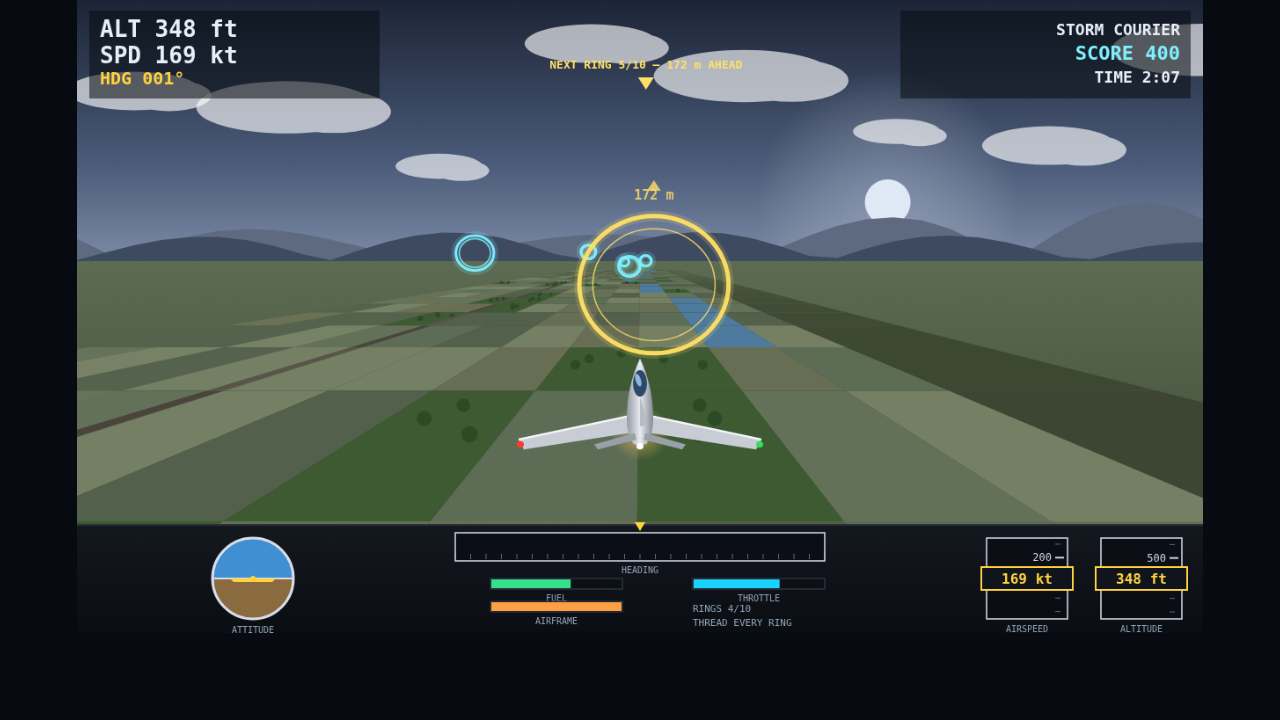 ALT 348 ft
SPD 169 kt
HDG 001°
NEXT RING 5/10 — 172 m AHEAD
STORM COURIER
SCORE 400
TIME 2:07
172 m
HEADING
FUEL
THROTTLE
AIRFRAME
RINGS 4/10
THREAD EVERY RING
ATTITUDE
200
169 kt
AIRSPEED
500
348 ft
ALTITUDE